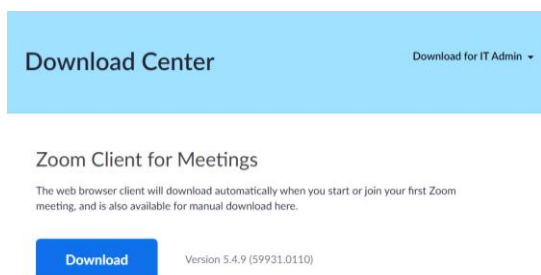 Download Center
Download for IT Admin
Zoom Client for Meetings
The web browser client will download automatically when you start or join your first Zoom
meeting, and is also available for manual download here.
Download
Version 5.4.9 (59931.0110)